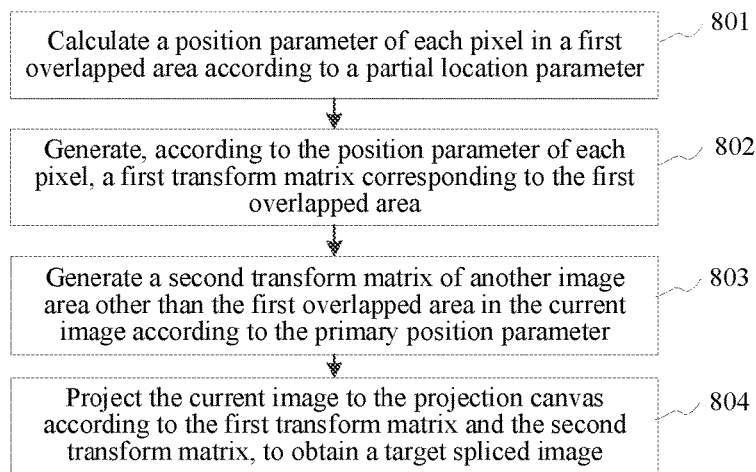 801
Calculate a position parameter of each pixel in a first
overlapped area according to a partial location parameter
802
Generate, according to the position parameter of each
pixel, a first transform matrix corresponding to the first
overlapped area
803
Generate a second transform matrix of another image
area other than the first overlapped area in the current
image according to the primary position parameter
804
Project the current image to the projection canvas
according to the first transform matrix and the second
transform matrix, to obtain a target spliced image